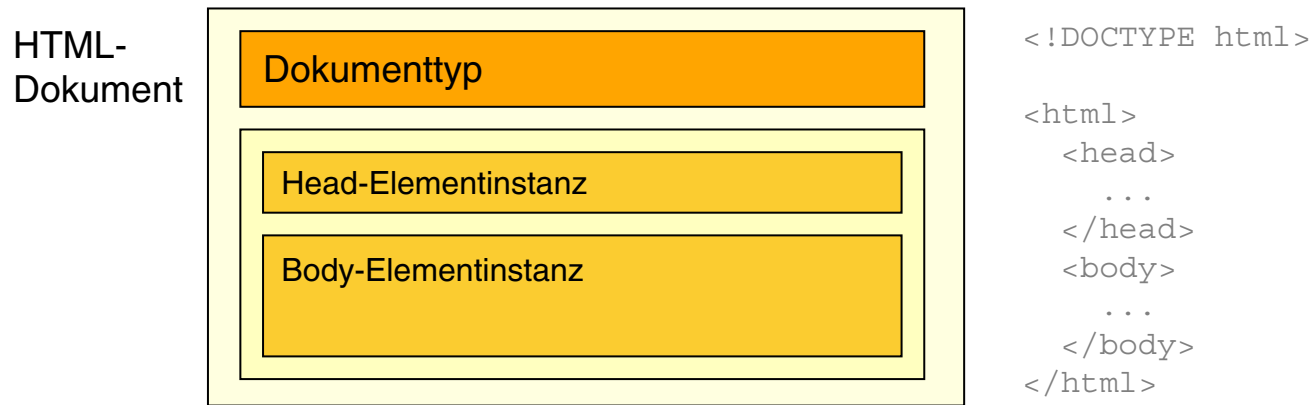 HTML-
Dokument
Dokumenttyp
Head-Elementinstanz
Body-Elementinstanz
<!DOCTYPE html>
<html>
<head>
...
</head>
<body>
...
</body>
</html>